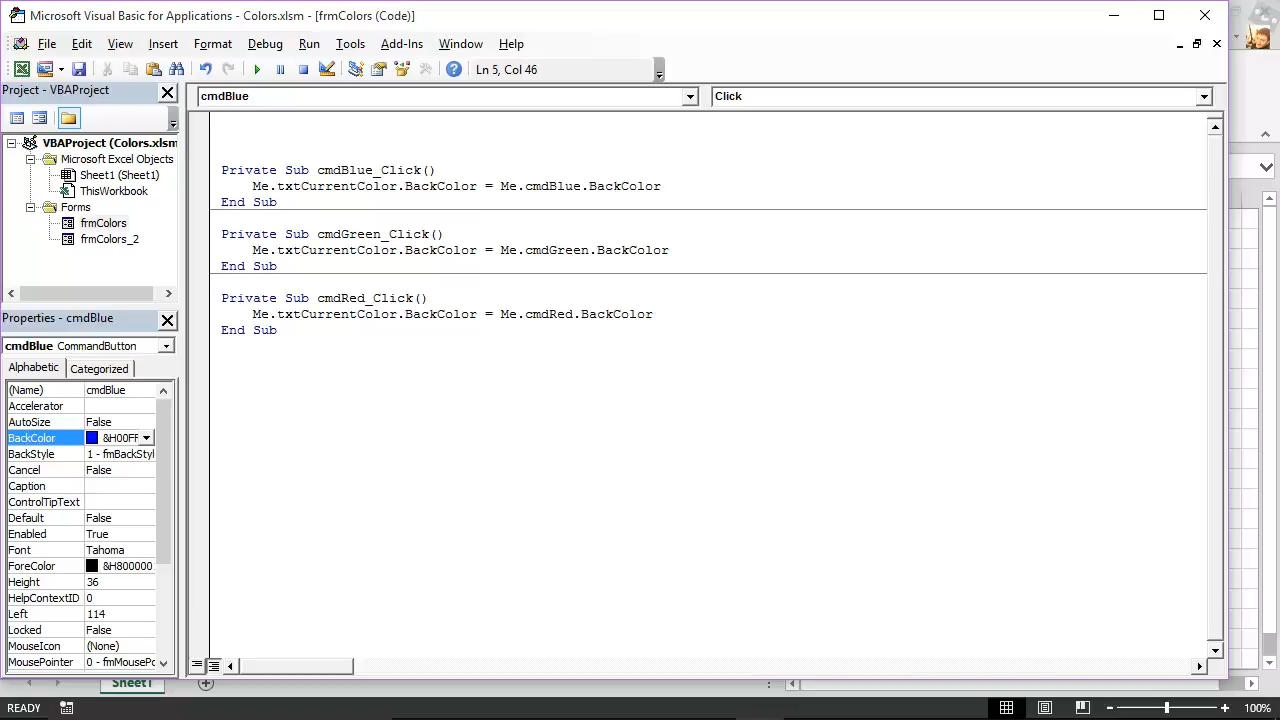 Microsoft Visual Basic for Applications - Colors.xlsm - [frmColors (Code)]
File Edit View Insert Format Debug Run Tools Add-Ins Window Help
Ln 5, Col 46
Project - VBAProject
cmdBlue
Click
VBAProject (Colors.xlsm
Microsoft Excel Objects
Sheet1 (Sheet1)
ThisWorkbook
Forms
frmColors
frmColors_2
Properties - cmdBlue
cmdBlue CommandButton
Alphabetic Categorized
(Name) cmdBlue
Accelerator
AutoSize False
BackColor &H00FF
BackStyle 1 - fmBackStyl
Cancel False
Caption
ControlTipText
Default False
Enabled True
Font Tahoma
ForeColor &H800000
Height 36
HelpContextID 0
Left 114
Locked False
MouseIcon (None)
MousePointer 0 - fmMousePo
Private Sub cmdBlue_Click()
Me.txtCurrentColor.BackColor = Me.cmdBlue.BackColor
End Sub
Private Sub cmdGreen_Click()
Me.txtCurrentColor.BackColor = Me.cmdGreen.BackColor
End Sub
Private Sub cmdRed_Click()
Me.txtCurrentColor.BackColor = Me.cmdRed.BackColor
End Sub
Sheet1
READY
100%